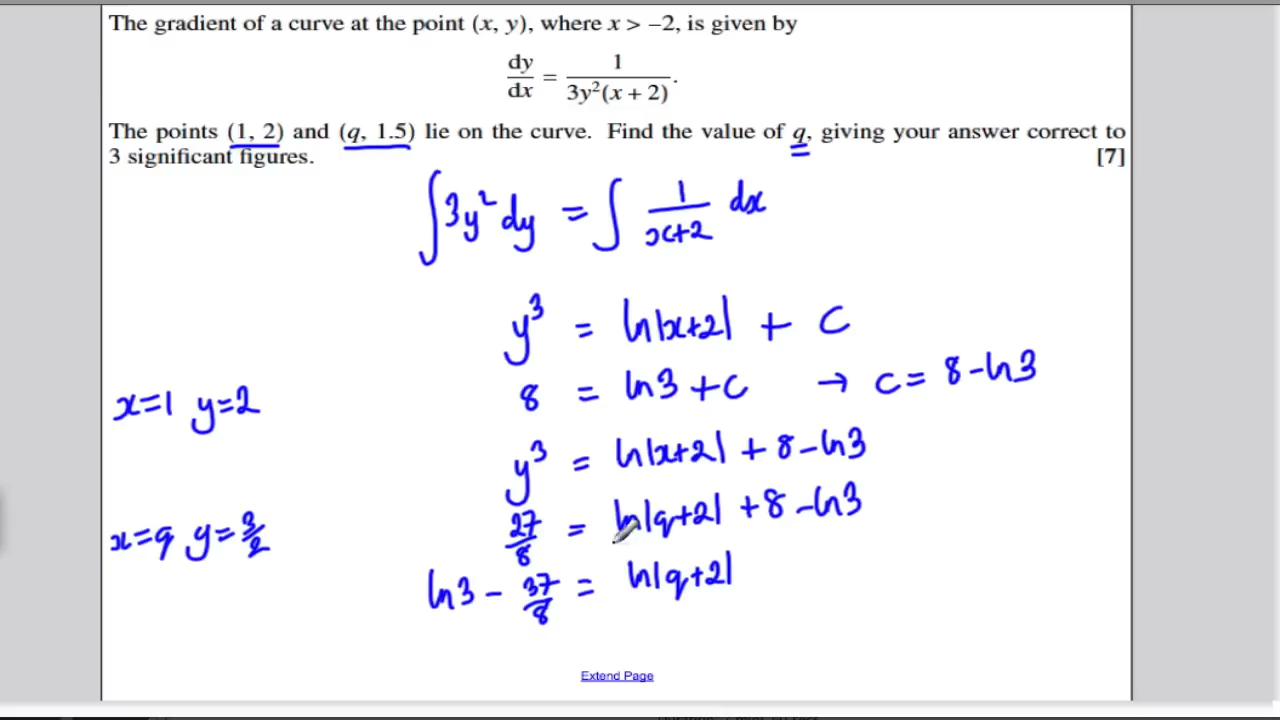 The gradient of a curve at the point (x, y), where x > −2, is given by
dy/dx = 1/(3y²(x + 2)).
The points (1, 2) and (q, 1.5) lie on the curve. Find the value of q, giving your answer correct to
3 significant figures. [7]
∫3y² dy = ∫ 1/(x+2) dx
y³ = ln|x+2| + c
x=1 y=2 8 = ln3 + c → c = 8 - ln3
y³ = ln|x+2| + 8 - ln3
x=q y=3/2 27/8 = ln|q+2| + 8 - ln3
ln3 - 37/8 = ln|q+2|
Extend Page